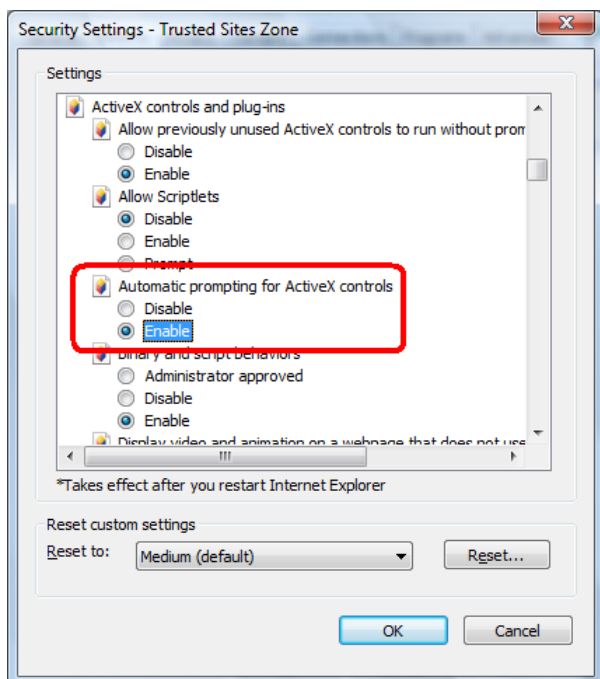 Security Settings - Trusted Sites Zone
Settings
ActiveX controls and plug-ins
Allow previously unused ActiveX controls to run without prom
Disable
Enable
Allow Scriptlets
Disable
Enable
Prompt
Automatic prompting for ActiveX controls
Disable
Enable
Binary and script behaviors
Administrator approved
Disable
Enable
Display video and animation on a webpage that does not use
*Takes effect after you restart Internet Explorer
Reset custom settings
Reset to:
Medium (default)
Reset...
OK
Cancel